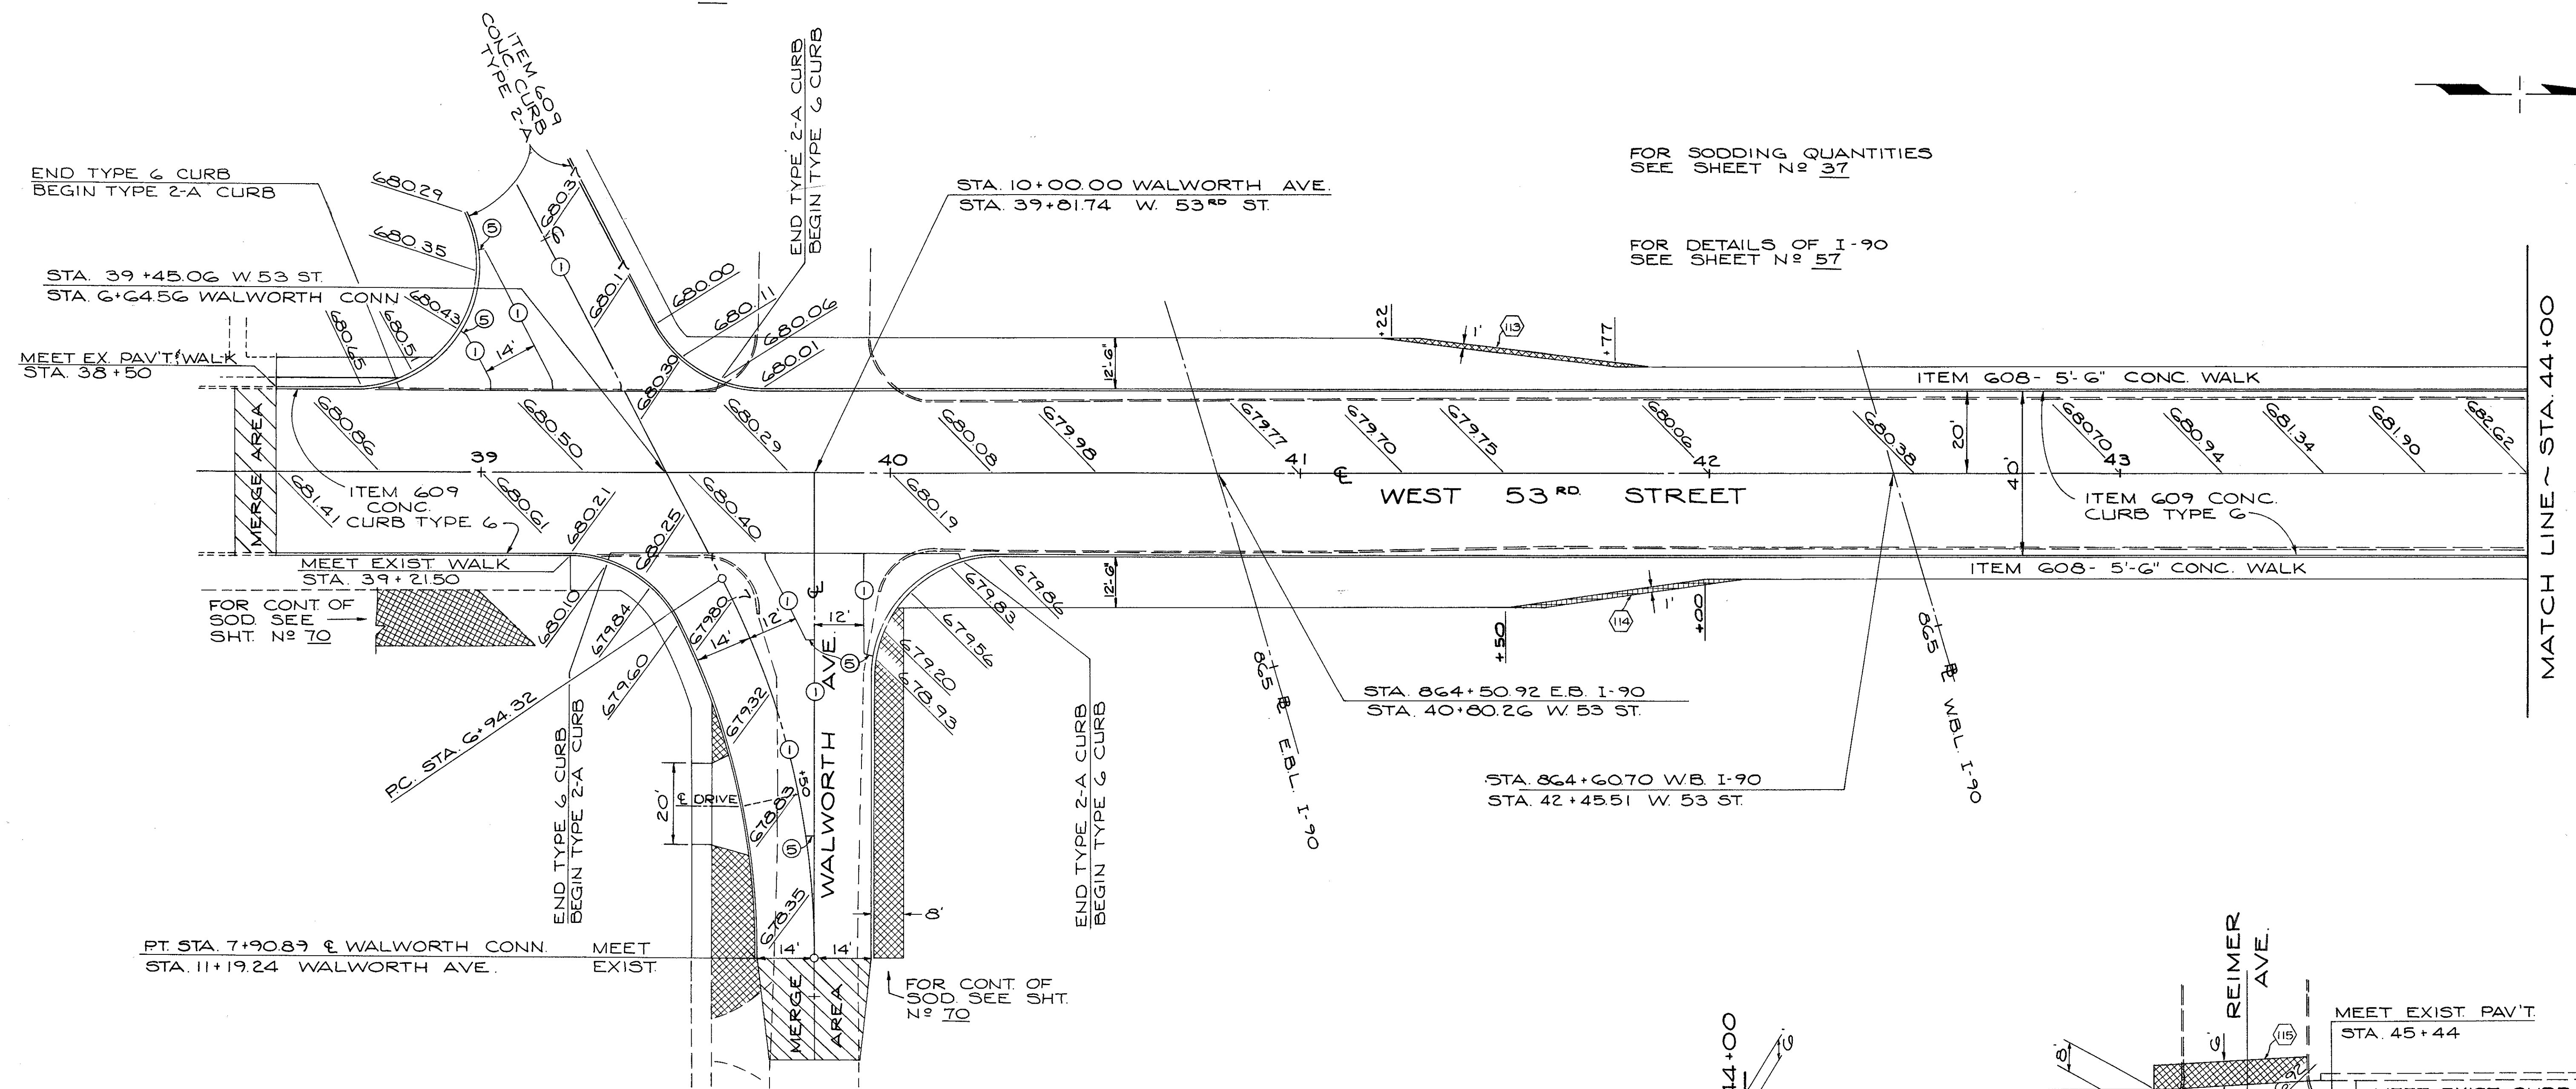 ITEM 609
CONC. CURB
TYPE 2-A
END TYPE 2-A CURB
BEGIN TYPE 6 CURB
END TYPE 6 CURB
BEGIN TYPE 2-A CURB
680.29
680.35
680.43
680.51
680.65
680.37
6
680.17
680.00
680.11
680.06
680.01
680.30
5
5
1
1
1
14'
STA. 39+45.06 W. 53 ST.
STA. 6+64.56 WALWORTH CONN
MEET EX. PAV'T. & WALK
STA. 38+50
STA. 10+00.00 WALWORTH AVE.
STA. 39+81.74 W. 53RD ST.
FOR SODDING QUANTITIES
SEE SHEET Nº 37
FOR DETAILS OF I-90
SEE SHEET Nº 57
+22
1'
113
+77
12'-6"
ITEM 608- 5'-6" CONC. WALK
MERGE AREA
680.86
680.50
680.29
680.08
679.98
679.77
679.70
679.75
680.06
680.38
680.70
680.94
681.34
681.90
682.62
20'
40'
39
40
41
42
43
℄
WEST 53RD. STREET
681.41
680.61
680.21
680.25
680.40
680.19
ITEM 609
CONC.
CURB TYPE 6
ITEM 609 CONC.
CURB TYPE 6
MATCH LINE ~ STA. 44+00
MEET EXIST. WALK
STA. 39+21.50
FOR CONT. OF
SOD. SEE
SHT. Nº 70
680.10
679.84
679.60
679.80
7
14'
12'
1
℄
1
12'
12'-6"
679.86
679.83
679.56
679.20
678.93
5
1
+50
1'
114
+00
ITEM 608- 5'-6" CONC. WALK
P.C. STA. 6+94.32
679.32
1
+50
678.83
5
678.35
20'
℄ DRIVE
WALWORTH AVE.
END TYPE 6 CURB
BEGIN TYPE 2-A CURB
END TYPE 2-A CURB
BEGIN TYPE 6 CURB
865
E.B.L. I-90
865
W.B.L. I-90
STA. 864+50.92 E.B. I-90
STA. 40+80.26 W. 53 ST.
STA. 864+60.70 W.B. I-90
STA. 42+45.51 W. 53 ST.
8'
P.T. STA. 7+90.89 ℄ WALWORTH CONN.
STA. 11+19.24 WALWORTH AVE.
MEET
EXIST.
14'
14'
MERGE
AREA
FOR CONT. OF
SOD. SEE SHT.
Nº 70
REIMER
AVE.
MEET EXIST. PAV'T.
STA. 45+44
6'
115
8'